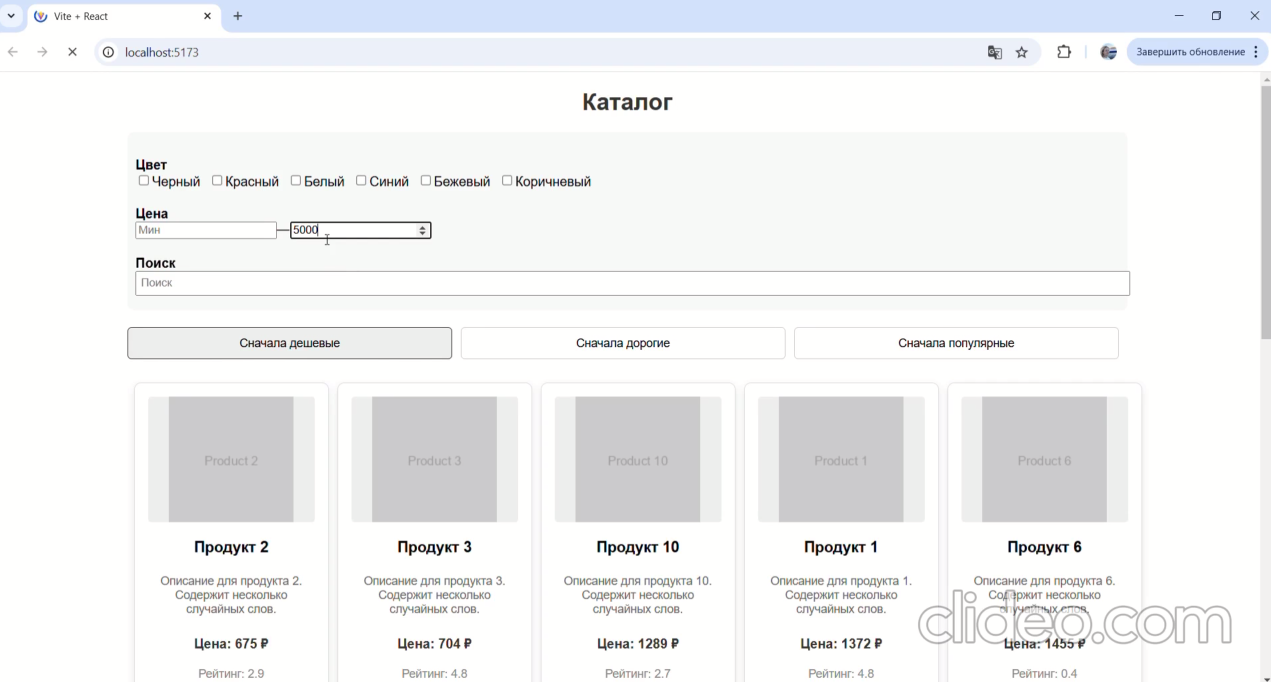 Vite + React
localhost:5173
Завершить обновление
Каталог
Цвет
Черный Красный Белый Синий Бежевый Коричневый
Цена
Мин — 5000
Поиск
Поиск
Сначала дешевые Сначала дорогие Сначала популярные
Product 2 Product 3 Product 10 Product 1 Product 6
Продукт 2 Продукт 3 Продукт 10 Продукт 1 Продукт 6
Описание для продукта 2. Описание для продукта 3. Описание для продукта 10. Описание для продукта 1. Описание для продукта 6.
Содержит несколько Содержит несколько Содержит несколько Содержит несколько Содержит несколько
случайных слов. случайных слов. случайных слов. случайных слов. случайных слов.
clideo.com
Цена: 675 ₽ Цена: 704 ₽ Цена: 1289 ₽ Цена: 1372 ₽ Цена: 1455 ₽
Рейтинг: 2.9 Рейтинг: 4.8 Рейтинг: 2.7 Рейтинг: 4.8 Рейтинг: 0.4